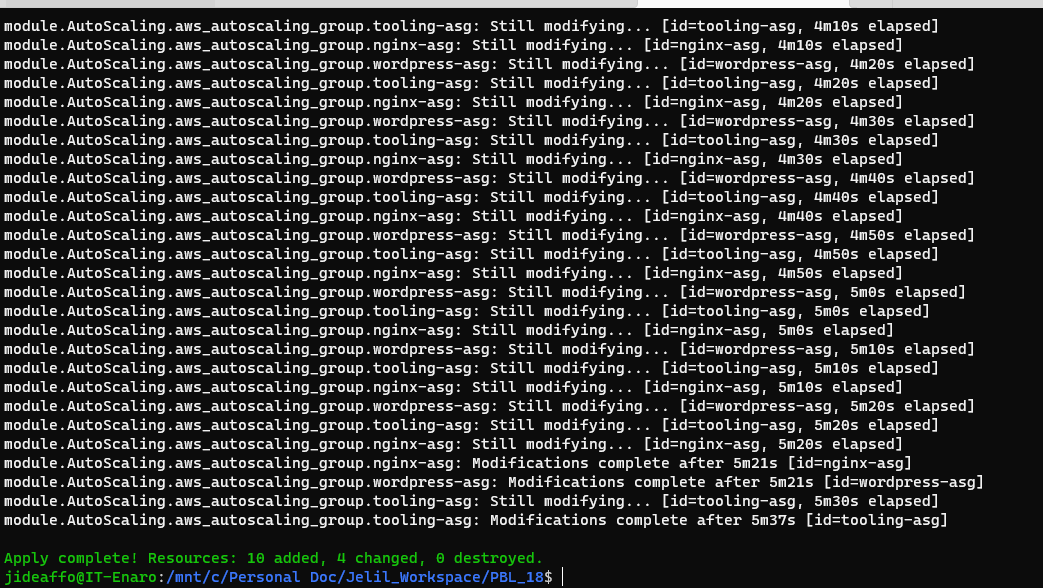 module.AutoScaling.aws_autoscaling_group.tooling-asg: Still modifying... [id=tooling-asg, 4m10s elapsed]
module.AutoScaling.aws_autoscaling_group.nginx-asg: Still modifying... [id=nginx-asg, 4m10s elapsed]
module.AutoScaling.aws_autoscaling_group.wordpress-asg: Still modifying... [id=wordpress-asg, 4m20s elapsed]
module.AutoScaling.aws_autoscaling_group.tooling-asg: Still modifying... [id=tooling-asg, 4m20s elapsed]
module.AutoScaling.aws_autoscaling_group.nginx-asg: Still modifying... [id=nginx-asg, 4m20s elapsed]
module.AutoScaling.aws_autoscaling_group.wordpress-asg: Still modifying... [id=wordpress-asg, 4m30s elapsed]
module.AutoScaling.aws_autoscaling_group.tooling-asg: Still modifying... [id=tooling-asg, 4m30s elapsed]
module.AutoScaling.aws_autoscaling_group.nginx-asg: Still modifying... [id=nginx-asg, 4m30s elapsed]
module.AutoScaling.aws_autoscaling_group.wordpress-asg: Still modifying... [id=wordpress-asg, 4m40s elapsed]
module.AutoScaling.aws_autoscaling_group.tooling-asg: Still modifying... [id=tooling-asg, 4m40s elapsed]
module.AutoScaling.aws_autoscaling_group.nginx-asg: Still modifying... [id=nginx-asg, 4m40s elapsed]
module.AutoScaling.aws_autoscaling_group.wordpress-asg: Still modifying... [id=wordpress-asg, 4m50s elapsed]
module.AutoScaling.aws_autoscaling_group.tooling-asg: Still modifying... [id=tooling-asg, 4m50s elapsed]
module.AutoScaling.aws_autoscaling_group.nginx-asg: Still modifying... [id=nginx-asg, 4m50s elapsed]
module.AutoScaling.aws_autoscaling_group.wordpress-asg: Still modifying... [id=wordpress-asg, 5m0s elapsed]
module.AutoScaling.aws_autoscaling_group.tooling-asg: Still modifying... [id=tooling-asg, 5m0s elapsed]
module.AutoScaling.aws_autoscaling_group.nginx-asg: Still modifying... [id=nginx-asg, 5m0s elapsed]
module.AutoScaling.aws_autoscaling_group.wordpress-asg: Still modifying... [id=wordpress-asg, 5m10s elapsed]
module.AutoScaling.aws_autoscaling_group.tooling-asg: Still modifying... [id=tooling-asg, 5m10s elapsed]
module.AutoScaling.aws_autoscaling_group.nginx-asg: Still modifying... [id=nginx-asg, 5m10s elapsed]
module.AutoScaling.aws_autoscaling_group.wordpress-asg: Still modifying... [id=wordpress-asg, 5m20s elapsed]
module.AutoScaling.aws_autoscaling_group.tooling-asg: Still modifying... [id=tooling-asg, 5m20s elapsed]
module.AutoScaling.aws_autoscaling_group.nginx-asg: Still modifying... [id=nginx-asg, 5m20s elapsed]
module.AutoScaling.aws_autoscaling_group.nginx-asg: Modifications complete after 5m21s [id=nginx-asg]
module.AutoScaling.aws_autoscaling_group.wordpress-asg: Modifications complete after 5m21s [id=wordpress-asg]
module.AutoScaling.aws_autoscaling_group.tooling-asg: Still modifying... [id=tooling-asg, 5m30s elapsed]
module.AutoScaling.aws_autoscaling_group.tooling-asg: Modifications complete after 5m37s [id=tooling-asg]
Apply complete! Resources: 10 added, 4 changed, 0 destroyed.
jideaffo@IT-Enaro:/mnt/c/Personal Doc/Jelil_Workspace/PBL_18$